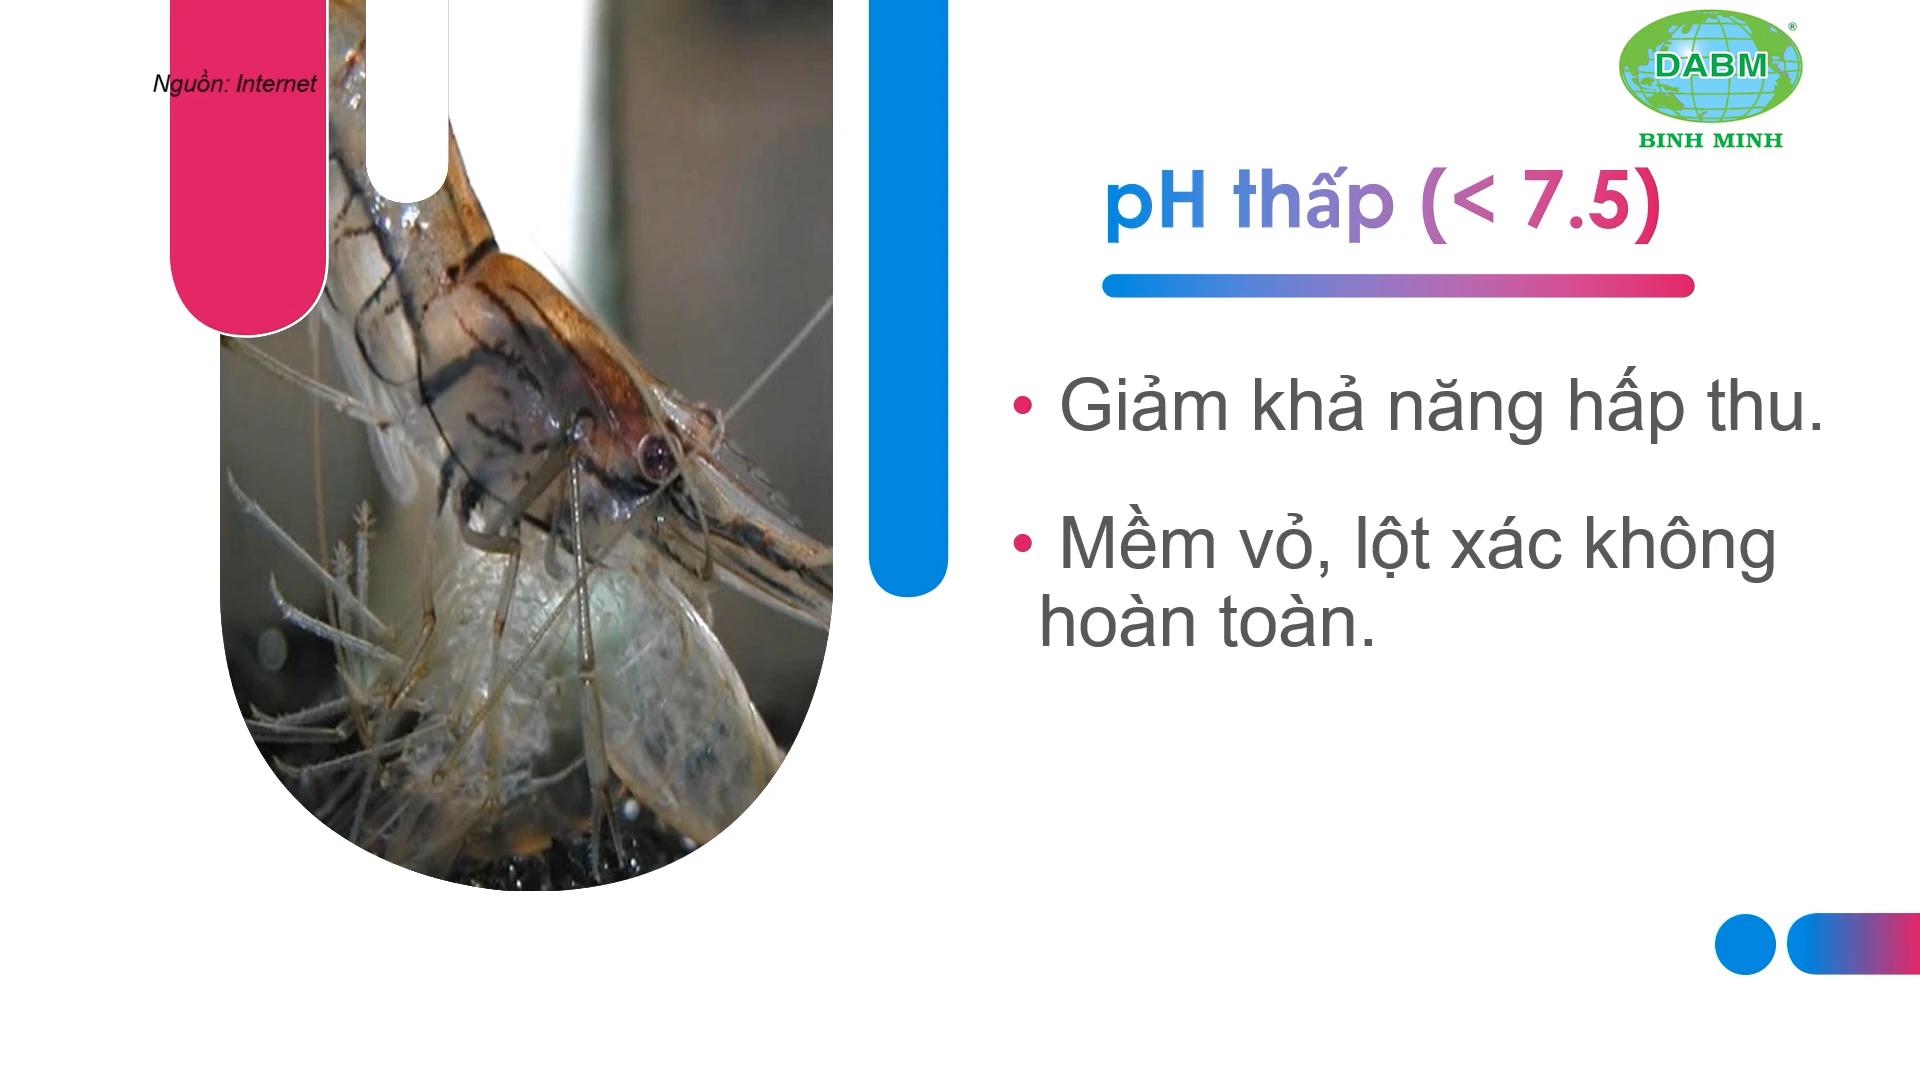 Nguồn: Internet
DABM
®
BINH MINH
pH thấp (< 7.5)
• Giảm khả năng hấp thu.
• Mềm vỏ, lột xác không
hoàn toàn.